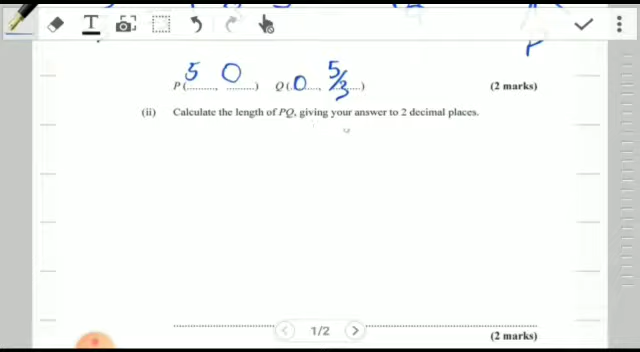 T
5 0 5/3
P(........, ........) Q(.0...., ........) (2 marks)
(ii) Calculate the length of PQ, giving your answer to 2 decimal places.
1/2
(2 marks)